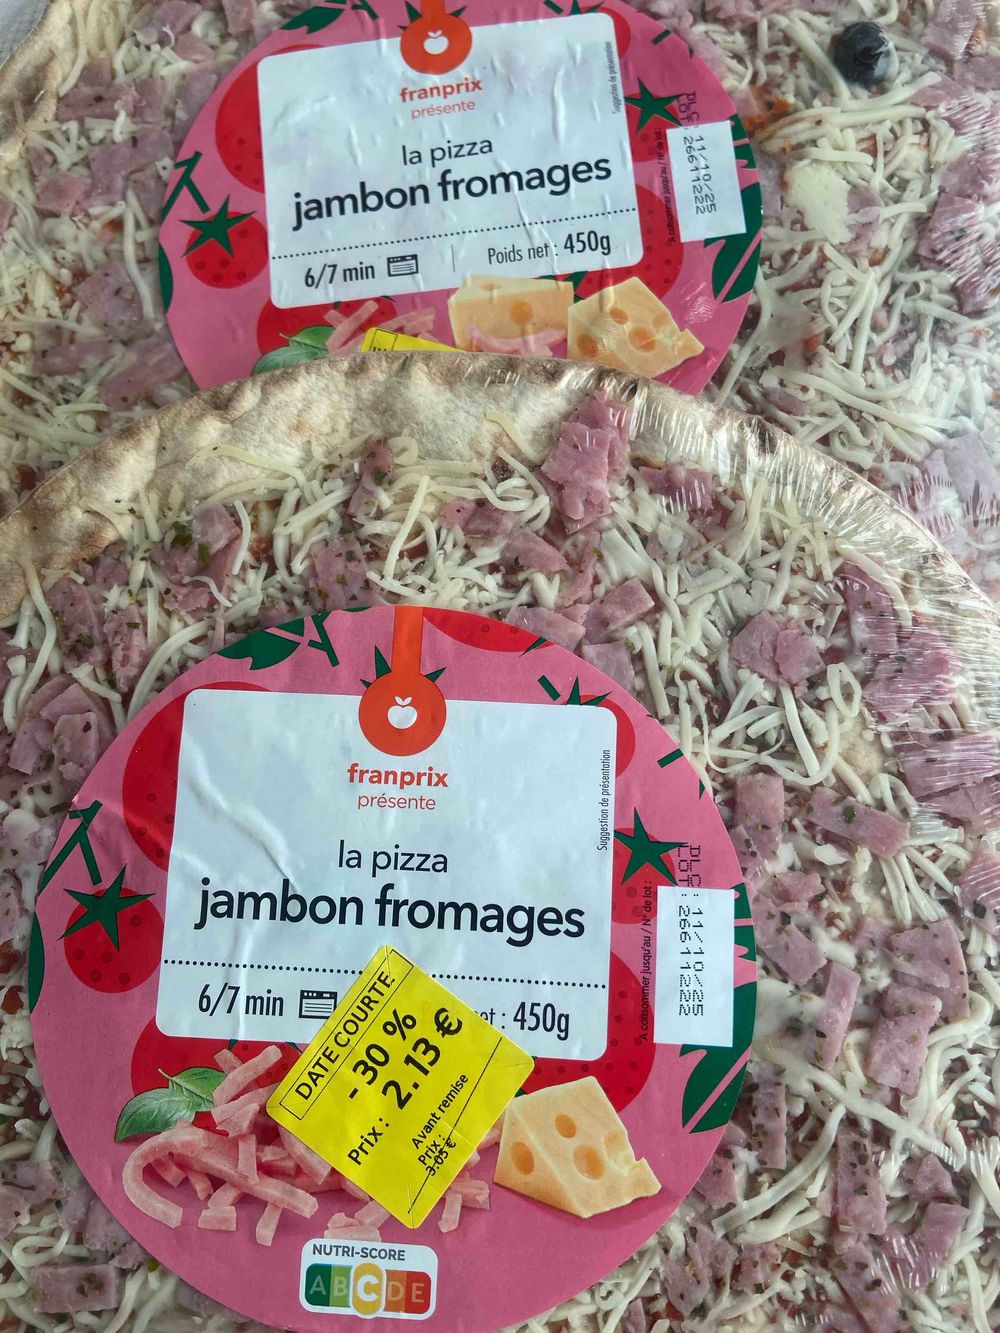 franprix
présente
Suggestion de présentation
la pizza
jambon fromages
6/7 min
Poids net : 450g
A consommer jusqu'au / N° de lot :
DLC: 11/10/25
LOT: 26611222
franprix
présente
Suggestion de présentation
la pizza
jambon fromages
6/7 min
et : 450g
A consommer jusqu'au / N° de lot :
DLC: 11/10/25
LOT: 26611222
DATE COURTE
- 30 %
Prix : 2.13 €
Avant remise
Prix :
3.05 €
NUTRI-SCORE
A B C D E